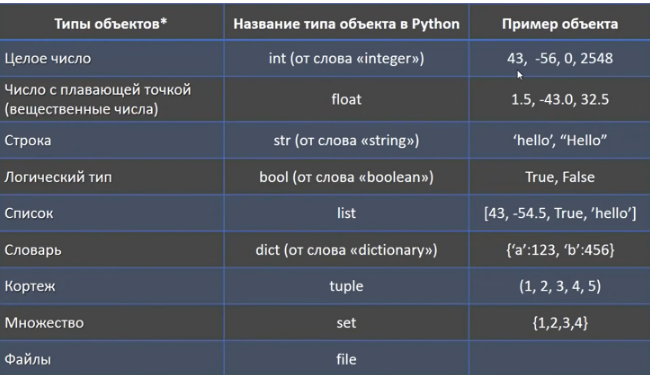 Типы объектов* Название типа объекта в Python Пример объекта
Целое число int (от слова «integer») 43, -56, 0, 2548
Число с плавающей точкой
(вещественные числа) float 1.5, -43.0, 32.5
Строка str (от слова «string») ‘hello’, “Hello”
Логический тип bool (от слова «boolean») True, False
Список list [43, -54.5, True, ’hello’]
Словарь dict (от слова «dictionary») {‘a’:123, ‘b’:456}
Кортеж tuple (1, 2, 3, 4, 5)
Множество set {1,2,3,4}
Файлы file